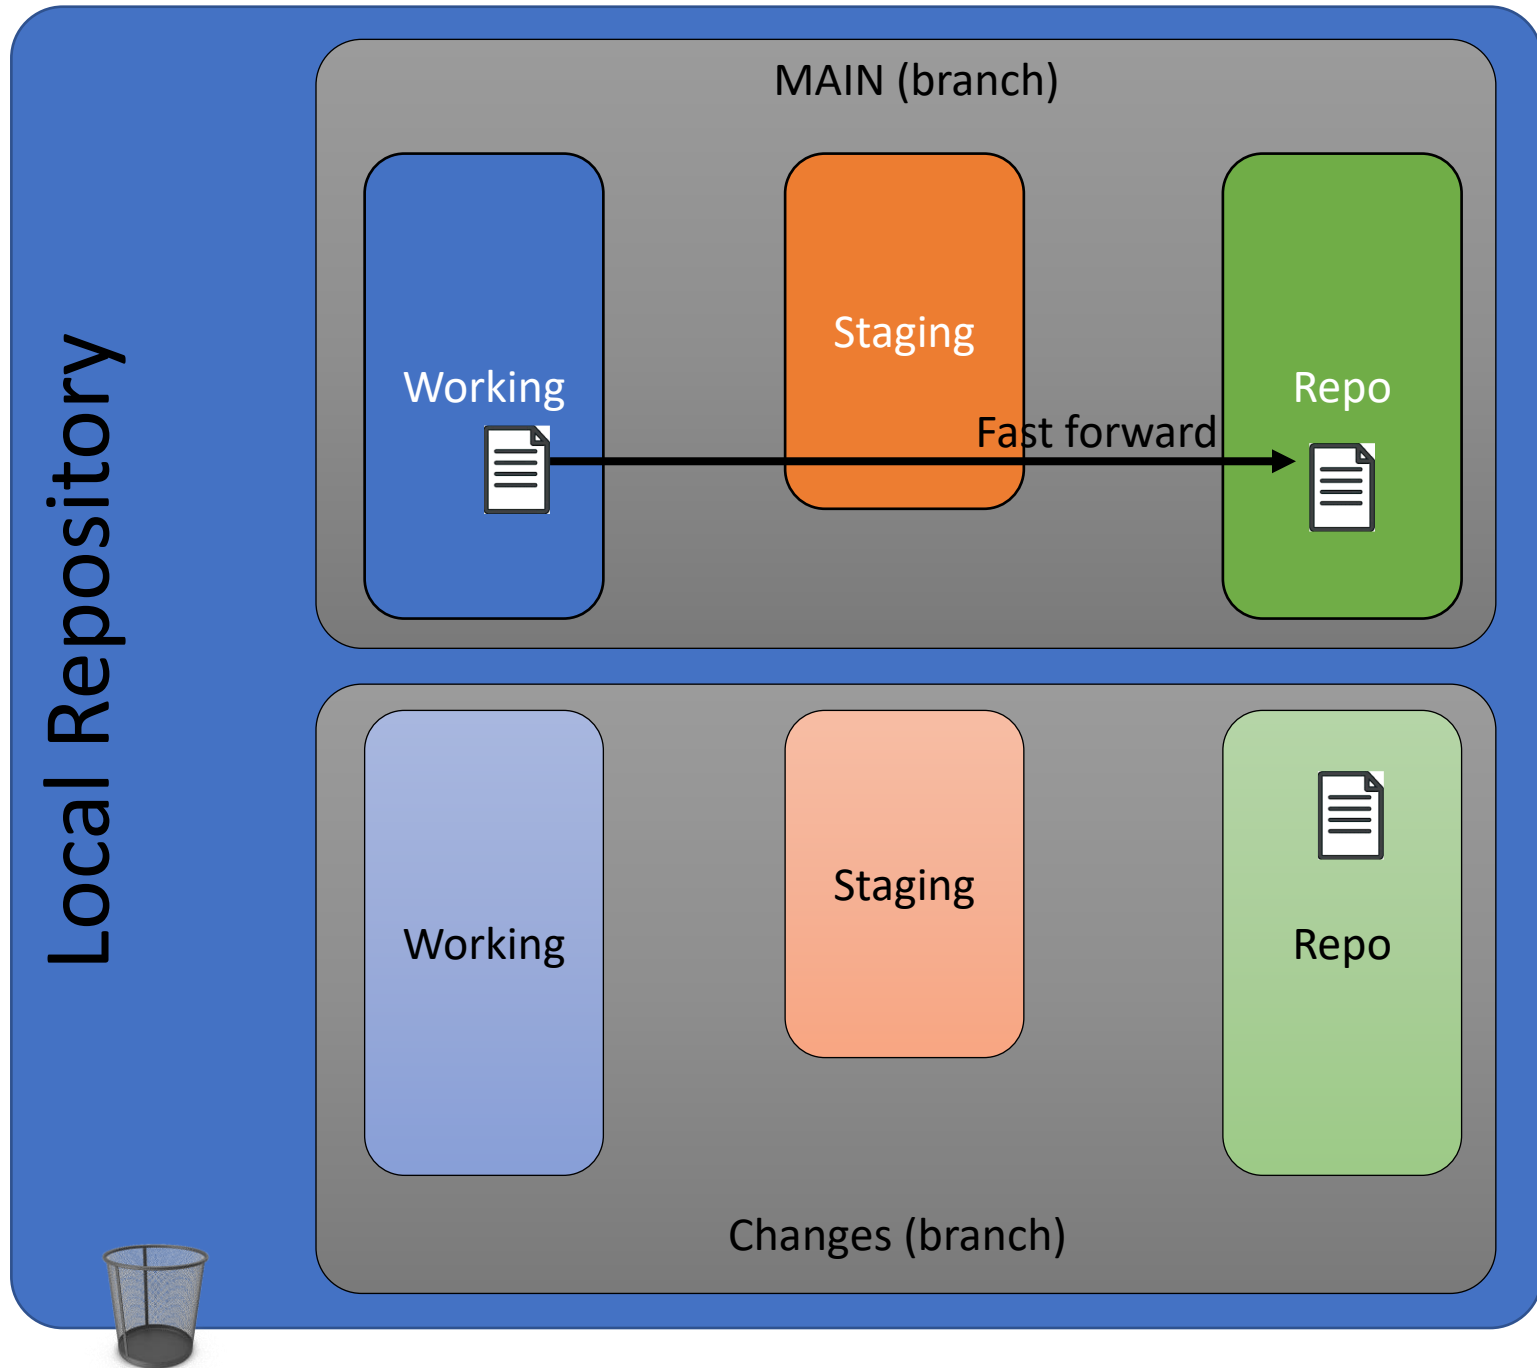 Local Repository
MAIN (branch)
Working
Staging
Repo
Fast forward
Working
Staging
Repo
Changes (branch)